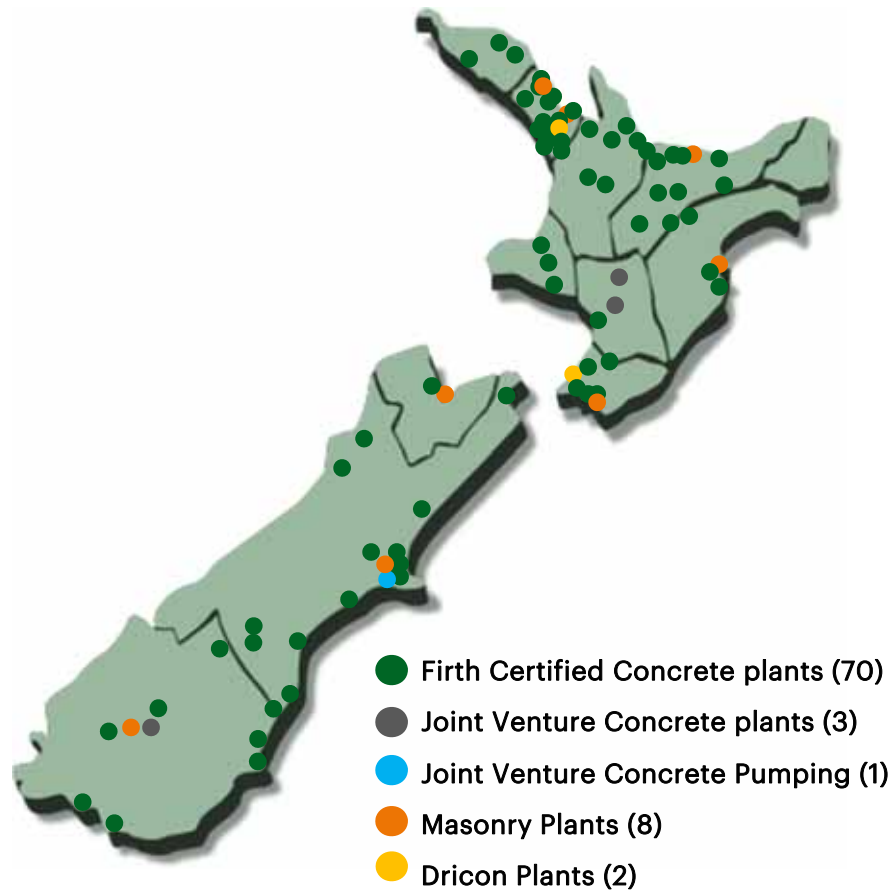 Firth Certified Concrete plants (70)
Joint Venture Concrete plants (3)
Joint Venture Concrete Pumping (1)
Masonry Plants (8)
Dricon Plants (2)